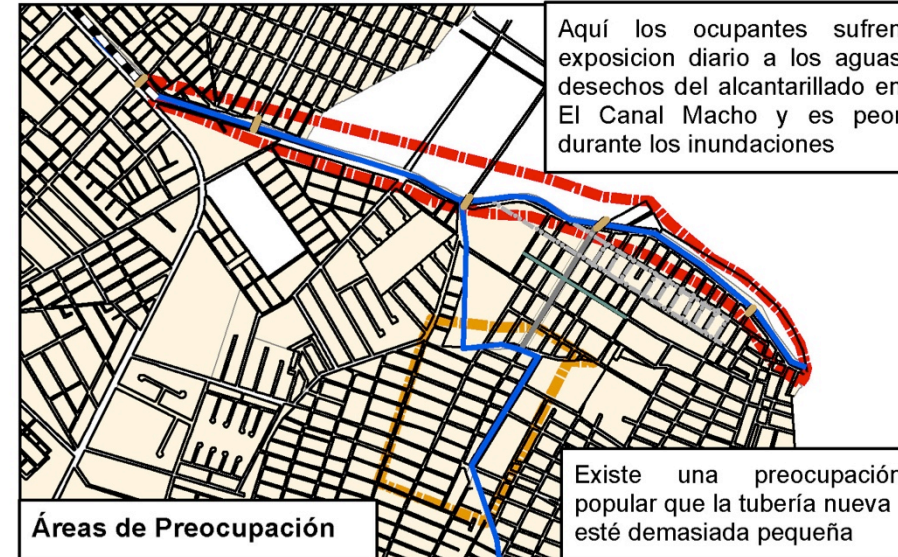 Aquí los ocupantes sufren
exposicion diario a los aguas
desechos del alcantarillado en
El Canal Macho y es peor
durante los inundaciones
Existe una preocupación
popular que la tubería nueva
esté demasiada pequeña
Áreas de Preocupación